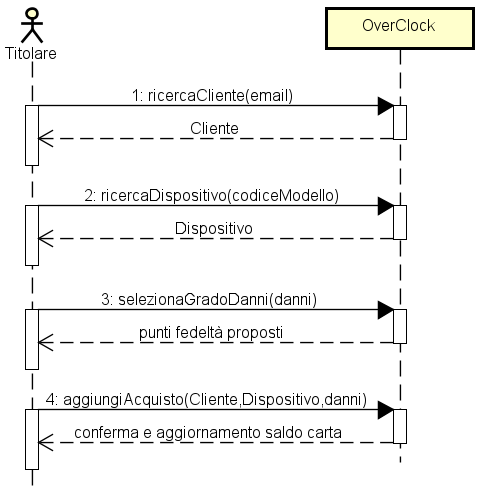 Titolare
OverClock
1: ricercaCliente(email)
Cliente
2: ricercaDispositivo(codiceModello)
Dispositivo
3: selezionaGradoDanni(danni)
punti fedeltà proposti
4: aggiungiAcquisto(Cliente,Dispositivo,danni)
conferma e aggiornamento saldo carta